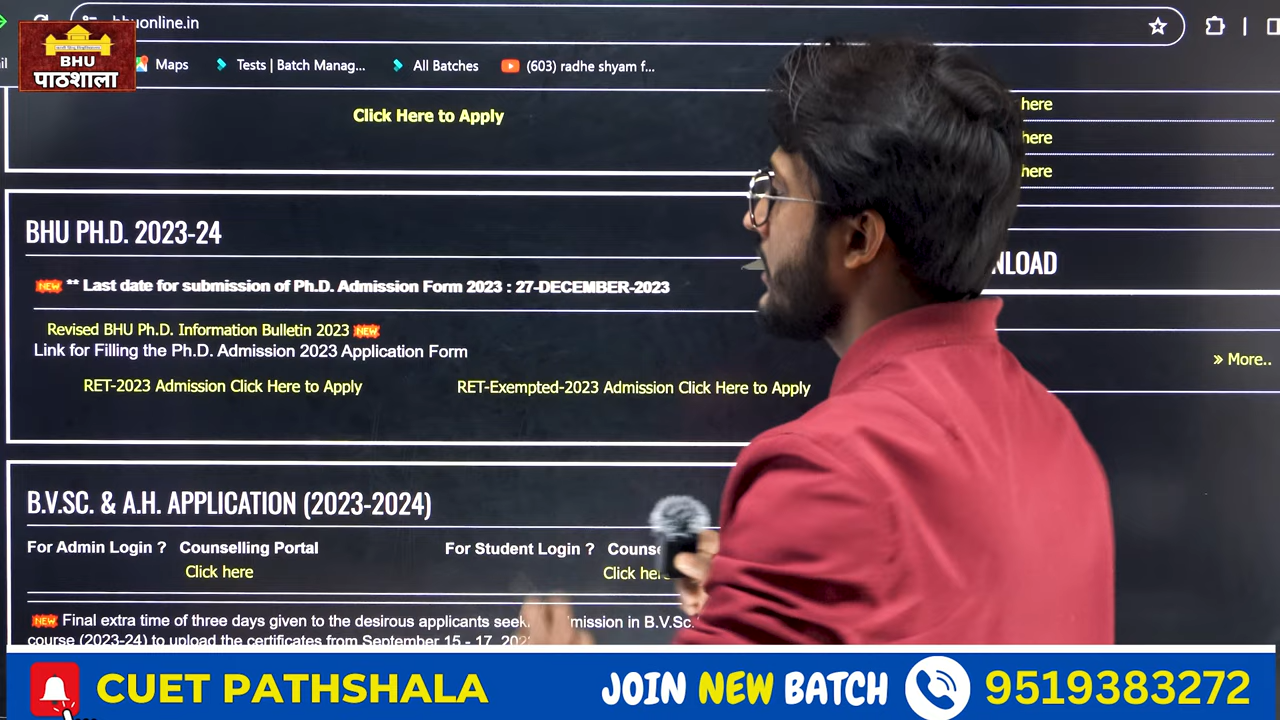 bhuonline.in
BHU
पाठशाला
Maps
Tests | Batch Manag...
All Batches
(603) radhe shyam f...
Click Here to Apply
here
here
here
BHU PH.D. 2023-24
NEW ** Last date for submission of Ph.D. Admission Form 2023 : 27-DECEMBER-2023
Revised BHU Ph.D. Information Bulletin 2023 NEW
Link for Filling the Ph.D. Admission 2023 Application Form
RET-2023 Admission Click Here to Apply
RET-Exempted-2023 Admission Click Here to Apply
NLOAD
» More..
B.V.SC. & A.H. APPLICATION (2023-2024)
For Admin Login ? Counselling Portal
For Student Login ? Counse
Click here
Click here
NEW Final extra time of three days given to the desirous applicants seek mission in B.V.Sc.
course (2023-24) to upload the certificates from September 15 - 17, 202
CUET PATHSHALA
JOIN NEW BATCH
9519383272